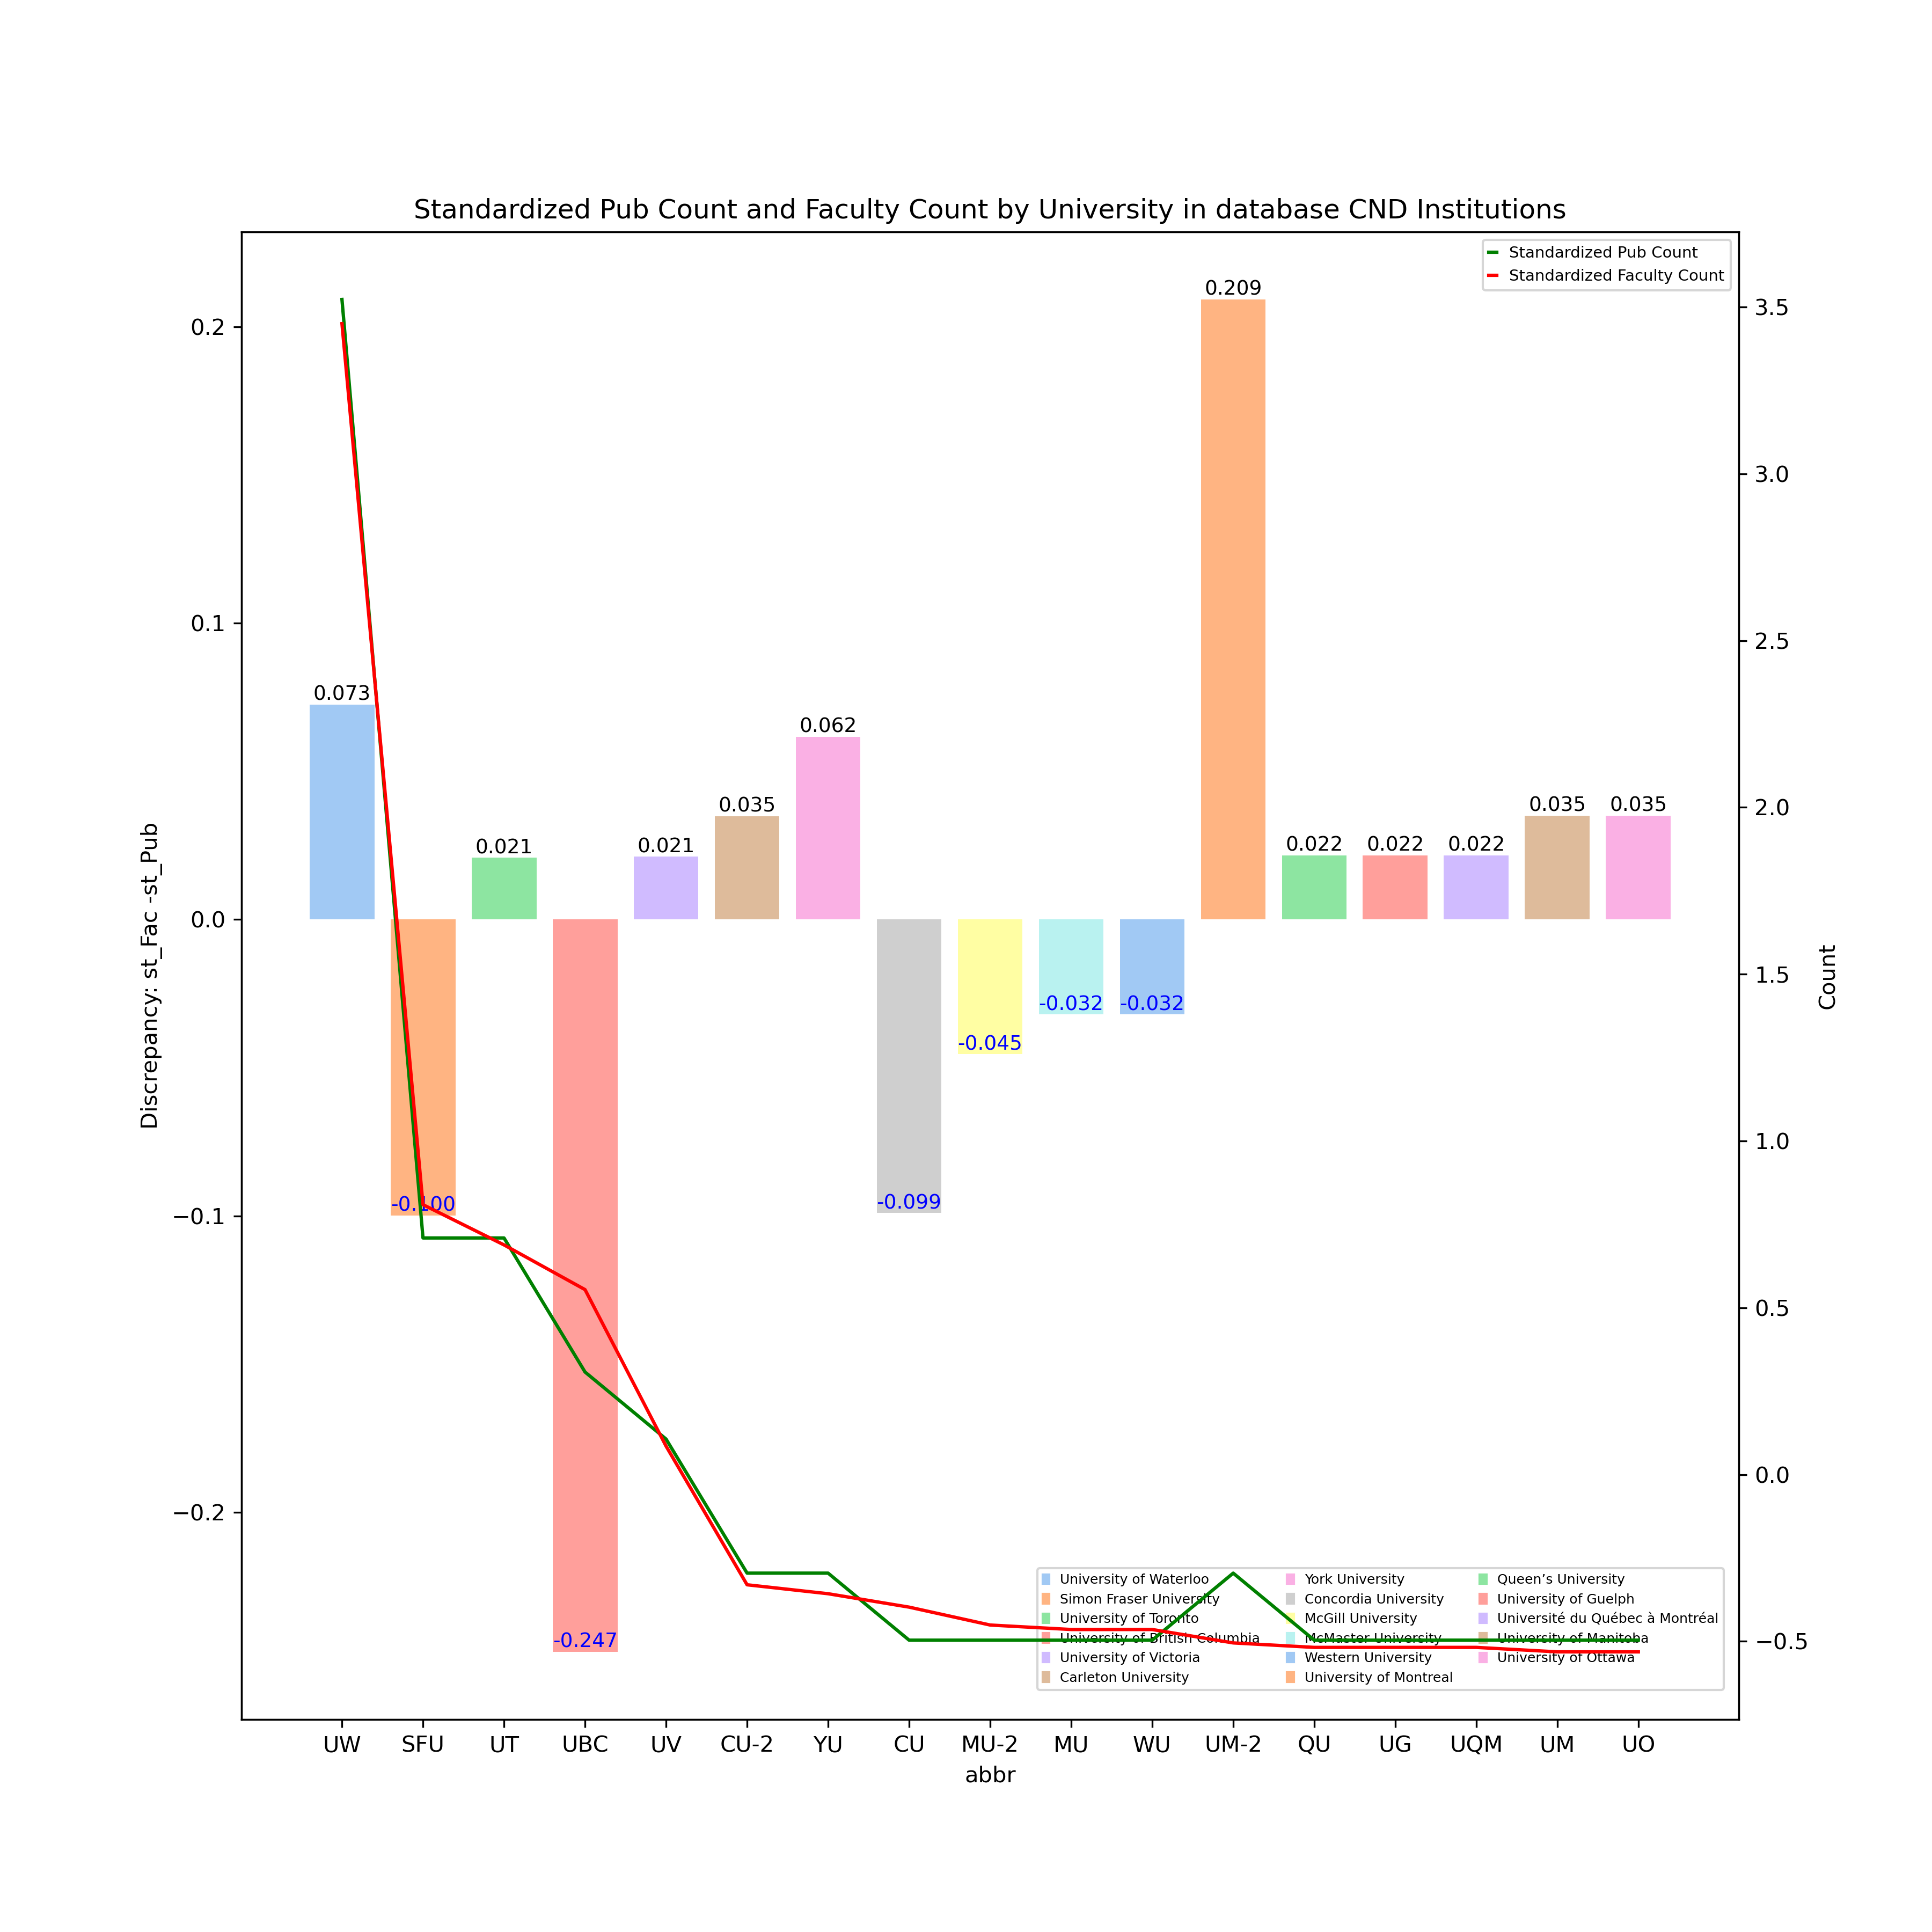 Standardized Pub Count and Faculty Count by University in database CND Institutions
Standardized Pub Count
Standardized Faculty Count
Discrepancy: st_Fac -st_Pub
0.2
0.1
0.0
−0.1
−0.2
0.073
-0.100
0.021
-0.247
0.021
0.035
0.062
-0.099
-0.045
-0.032
-0.032
0.209
0.022
0.022
0.022
0.035
0.035
3.5
3.0
2.5
2.0
1.5
1.0
0.5
0.0
−0.5
Count
University of Waterloo
Simon Fraser University
University of Toronto
University of British Columbia
University of Victoria
Carleton University
York University
Concordia University
McGill University
McMaster University
Western University
University of Montreal
Queen’s University
University of Guelph
Université du Québec à Montréal
University of Manitoba
University of Ottawa
UW SFU UT UBC UV CU-2 YU CU MU-2 MU WU UM-2 QU UG UQM UM UO
abbr